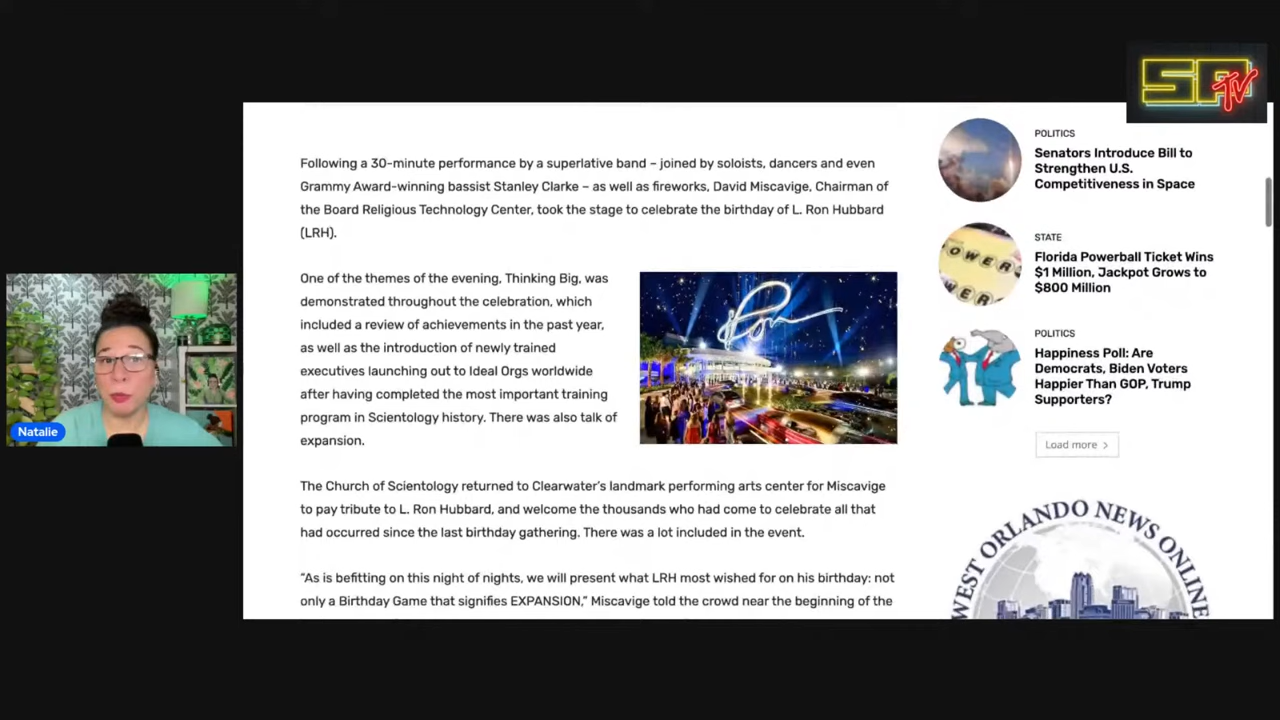 SPTV
POLITICS
Senators Introduce Bill to
Strengthen U.S.
Competitiveness in Space
Following a 30-minute performance by a superlative band – joined by soloists, dancers and even
Grammy Award-winning bassist Stanley Clarke – as well as fireworks, David Miscavige, Chairman of
the Board Religious Technology Center, took the stage to celebrate the birthday of L. Ron Hubbard
(LRH).
STATE
Florida Powerball Ticket Wins
$1 Million, Jackpot Grows to
$800 Million
POWER
One of the themes of the evening, Thinking Big, was
demonstrated throughout the celebration, which
included a review of achievements in the past year,
as well as the introduction of newly trained
executives launching out to Ideal Orgs worldwide
after having completed the most important training
program in Scientology history. There was also talk of
expansion.
Ron
POLITICS
Happiness Poll: Are
Democrats, Biden Voters
Happier Than GOP, Trump
Supporters?
Load more >
Natalie
The Church of Scientology returned to Clearwater's landmark performing arts center for Miscavige
to pay tribute to L. Ron Hubbard, and welcome the thousands who had come to celebrate all that
had occurred since the last birthday gathering. There was a lot included in the event.
WEST ORLANDO NEWS ONLINE
"As is befitting on this night of nights, we will present what LRH most wished for on his birthday: not
only a Birthday Game that signifies EXPANSION," Miscavige told the crowd near the beginning of the